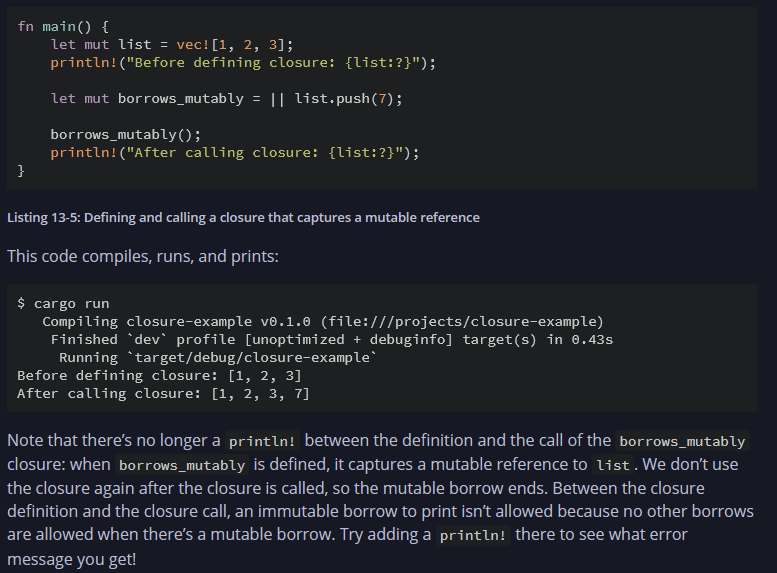 fn main() {
    let mut list = vec![1, 2, 3];
    println!("Before defining closure: {list:?}");

    let mut borrows_mutably = || list.push(7);

    borrows_mutably();
    println!("After calling closure: {list:?}");
}
Listing 13-5: Defining and calling a closure that captures a mutable reference
This code compiles, runs, and prints:
$ cargo run
   Compiling closure-example v0.1.0 (file:///projects/closure-example)
    Finished `dev` profile [unoptimized + debuginfo] target(s) in 0.43s
     Running `target/debug/closure-example`
Before defining closure: [1, 2, 3]
After calling closure: [1, 2, 3, 7]
Note that there’s no longer a println! between the definition and the call of the borrows_mutably
closure: when borrows_mutably is defined, it captures a mutable reference to list. We don’t use
the closure again after the closure is called, so the mutable borrow ends. Between the closure
definition and the closure call, an immutable borrow to print isn’t allowed because no other borrows
are allowed when there’s a mutable borrow. Try adding a println! there to see what error
message you get!